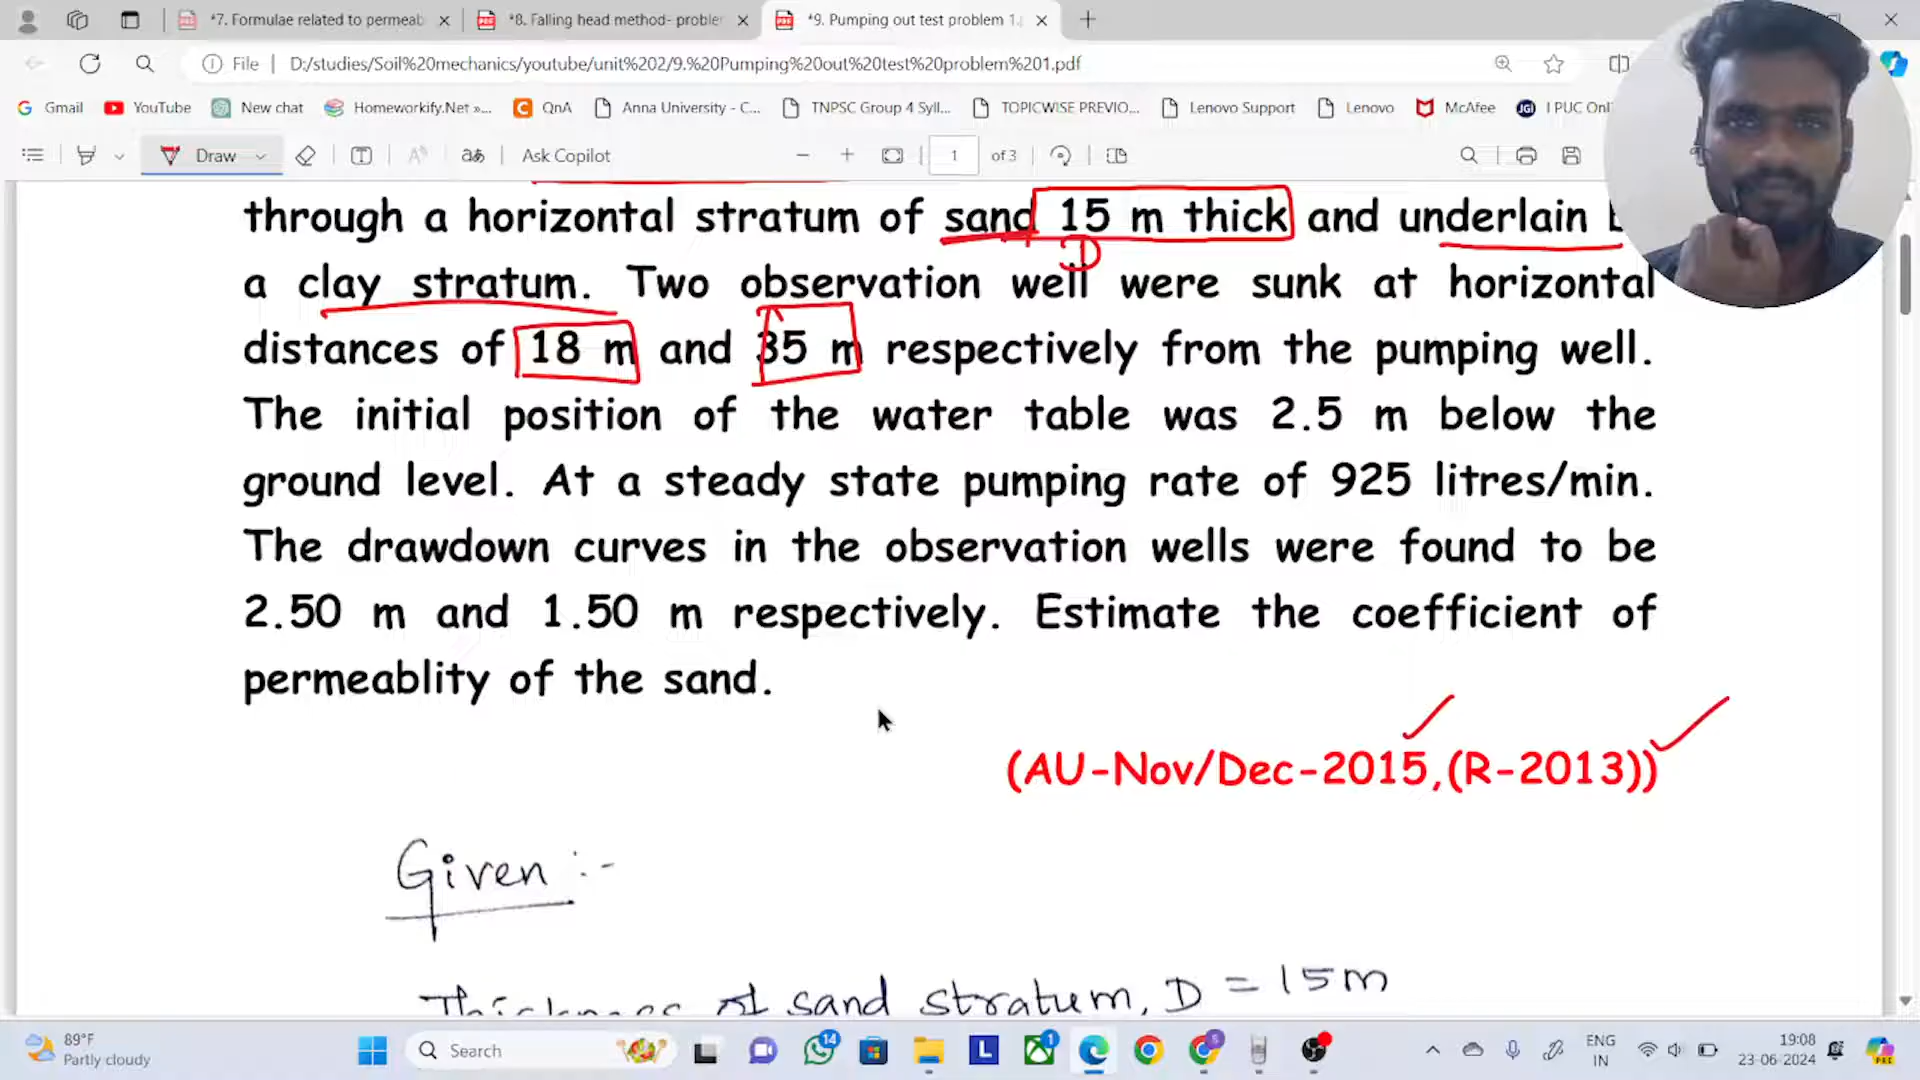 *7. Formulae related to permeab
*8. Falling head method- proble
*9. Pumping out test problem 1.
File
D:/studies/Soil%20mechanics/youtube/unit%202/9.%20Pumping%20out%20test%20problem%201.pdf
Gmail
YouTube
New chat
Homeworkify.Net »...
QnA
Anna University - C...
TNPSC Group 4 Syll...
TOPICWISE PREVIO...
Lenovo Support
Lenovo
McAfee
I PUC Onl
Draw
Ask Copilot
1 of 3
through a horizontal stratum of sand 15 m thick and underlain
D
a clay stratum. Two observation well were sunk at horizontal
distances of 18 m and 35 m respectively from the pumping well.
The initial position of the water table was 2.5 m below the
ground level. At a steady state pumping rate of 925 litres/min.
The drawdown curves in the observation wells were found to be
2.50 m and 1.50 m respectively. Estimate the coefficient of
permeablity of the sand.
(AU-Nov/Dec-2015,(R-2013))
Given :-
Thickness of sand stratum, D = 15m
89°F
Partly cloudy
Search
14
1
5
ENG
IN
19:08
23-06-2024